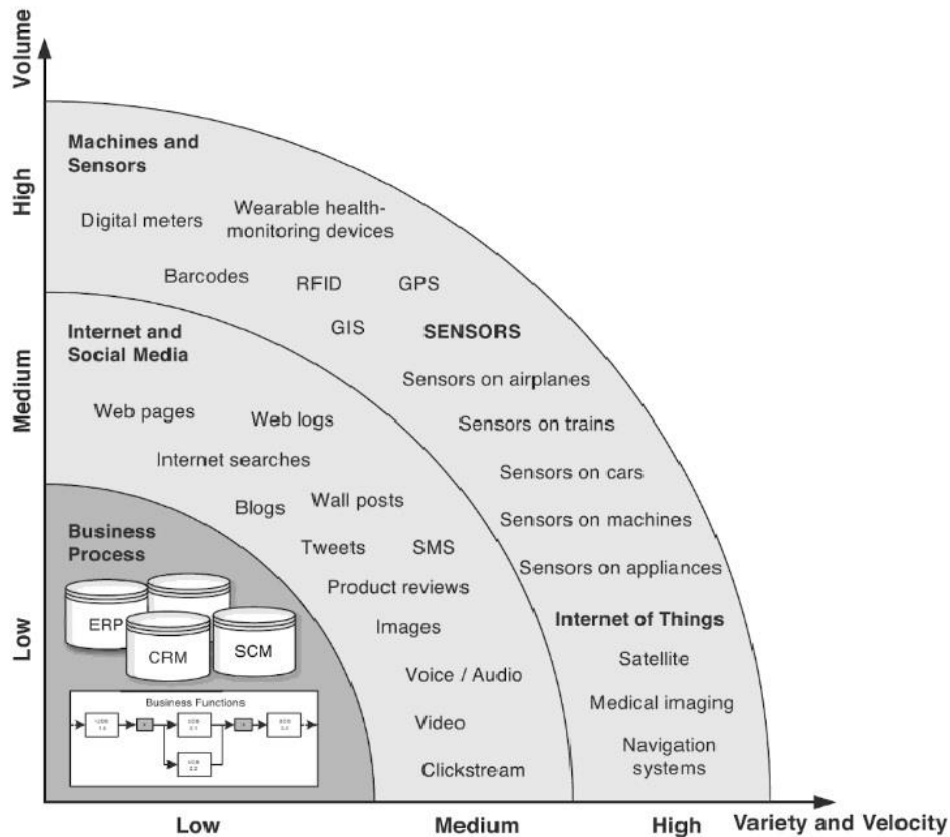 Volume
High
Medium
Low
Machines and
Sensors
Digital meters
Wearable health-
monitoring devices
Barcodes
RFID
GPS
GIS
SENSORS
Sensors on airplanes
Sensors on trains
Sensors on cars
Sensors on machines
Sensors on appliances
Internet of Things
Satellite
Medical imaging
Navigation
systems
Internet and
Social Media
Web pages
Web logs
Internet searches
Blogs
Wall posts
Tweets
SMS
Product reviews
Images
Voice / Audio
Video
Clickstream
Business
Process
ERP
CRM
SCM
Business Functions
Low
Medium
High
Variety and Velocity